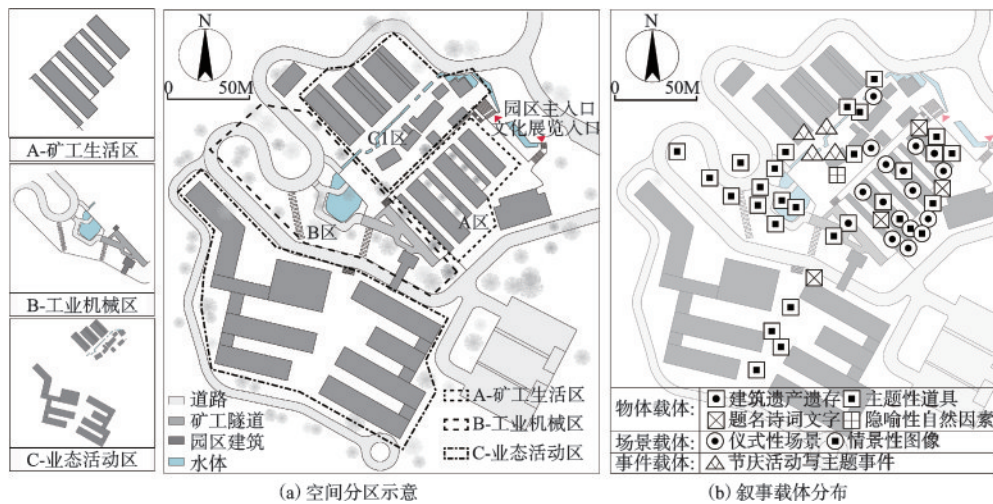 A-矿工生活区
B-工业机械区
C-业态活动区
N
0 50M
园区主入口
文化展览入口
C1区
A区
B区
道路
矿工隧道
园区建筑
水体
A-矿工生活区
B-工业机械区
C-业态活动区
(a) 空间分区示意
N
0 50M
物体载体: 建筑遗产遗存 主题性道具
题名诗词文字 隐喻性自然因素
场景载体: 仪式性场景 情景性图像
事件载体: 节庆活动写主题事件
(b) 叙事载体分布